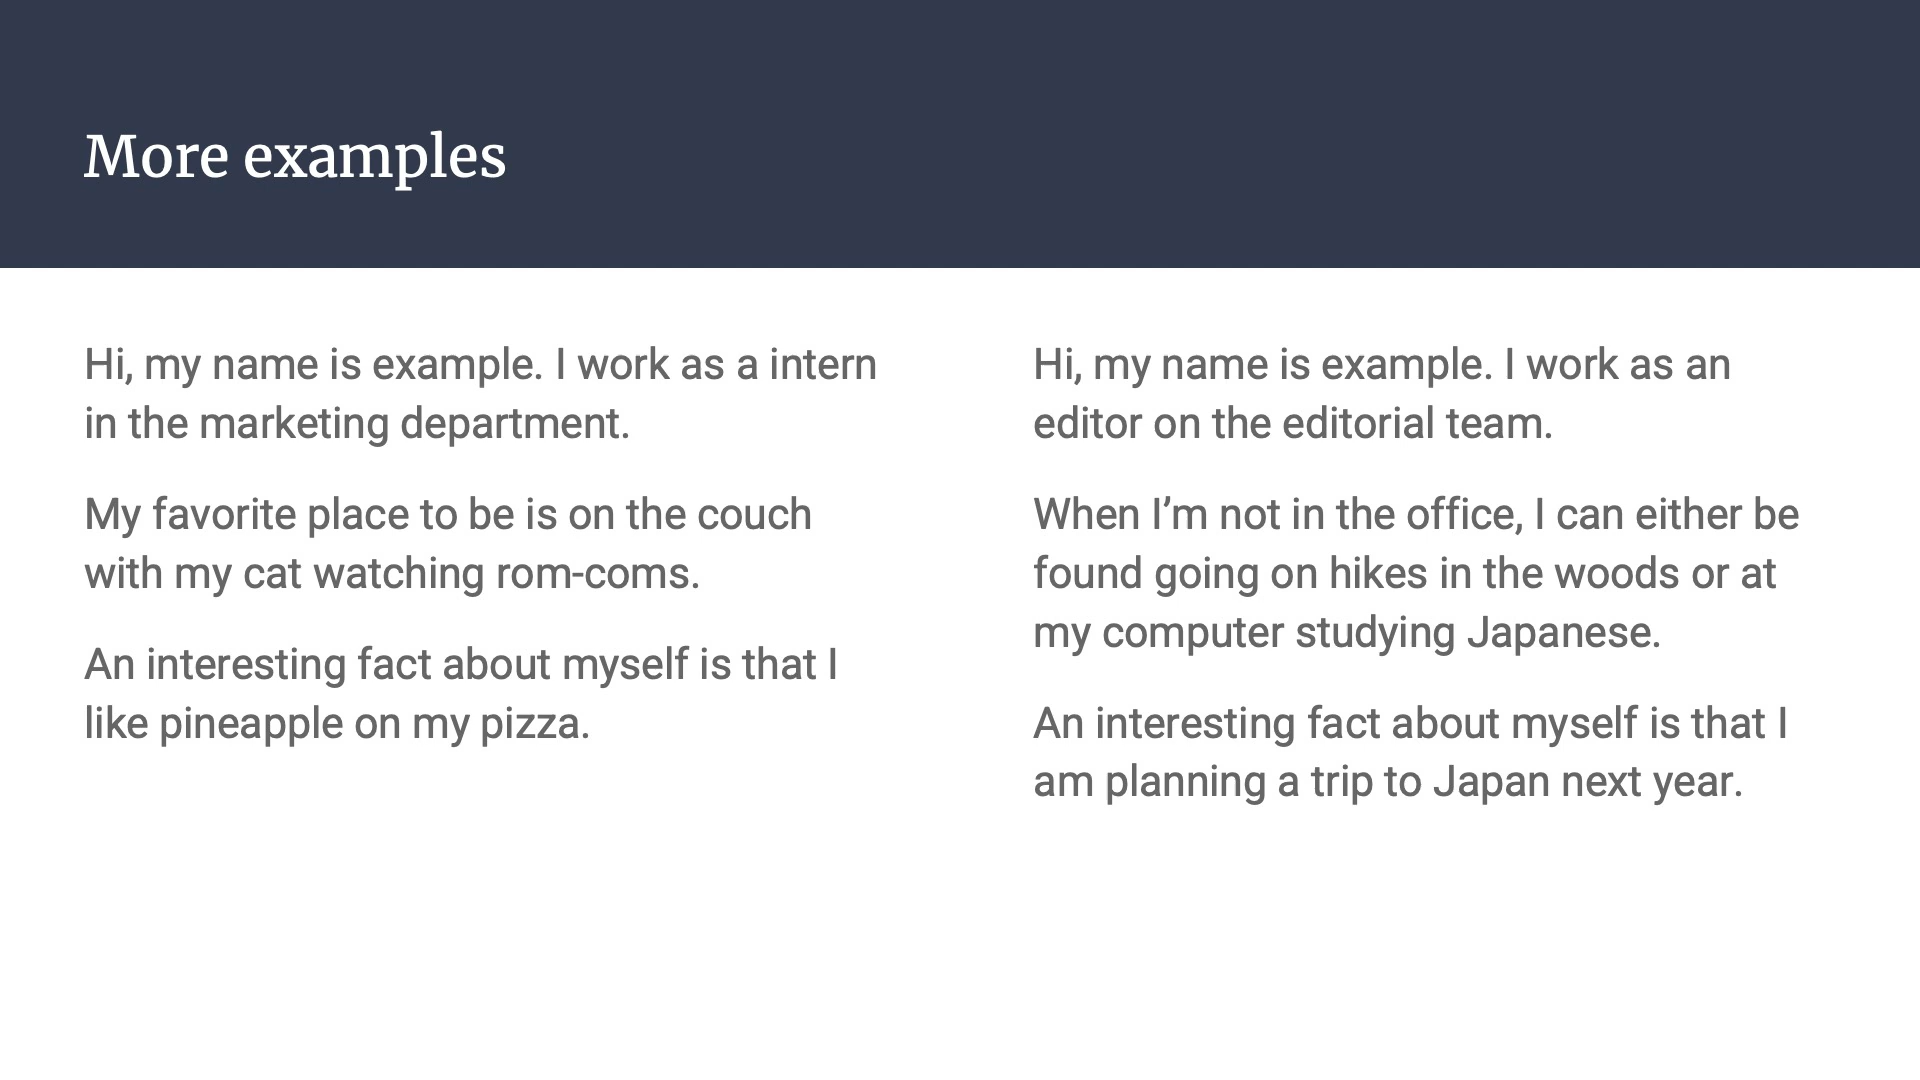 More examples
Hi, my name is example. I work as a intern
in the marketing department.
My favorite place to be is on the couch
with my cat watching rom-coms.
An interesting fact about myself is that I
like pineapple on my pizza.
Hi, my name is example. I work as an
editor on the editorial team.
When I’m not in the office, I can either be
found going on hikes in the woods or at
my computer studying Japanese.
An interesting fact about myself is that I
am planning a trip to Japan next year.